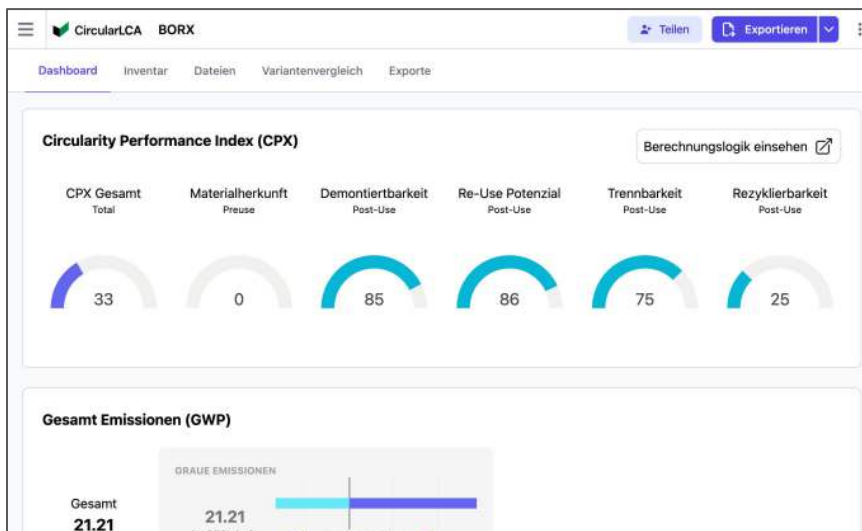 CircularLCA BORX Teilen Exportieren
Dashboard Inventar Dateien Variantenvergleich Exporte
Circularity Performance Index (CPX)
Berechnungslogik einsehen
CPX Gesamt Materialherkunft Demontiertbarkeit Re-Use Potenzial Trennbarkeit Rezyklierbarkeit
Total Preuse Post-Use Post-Use Post-Use Post-Use
33 0 85 86 75 25
Gesamt Emissionen (GWP)
GRAUE EMISSIONEN
Gesamt
21.21 21.21